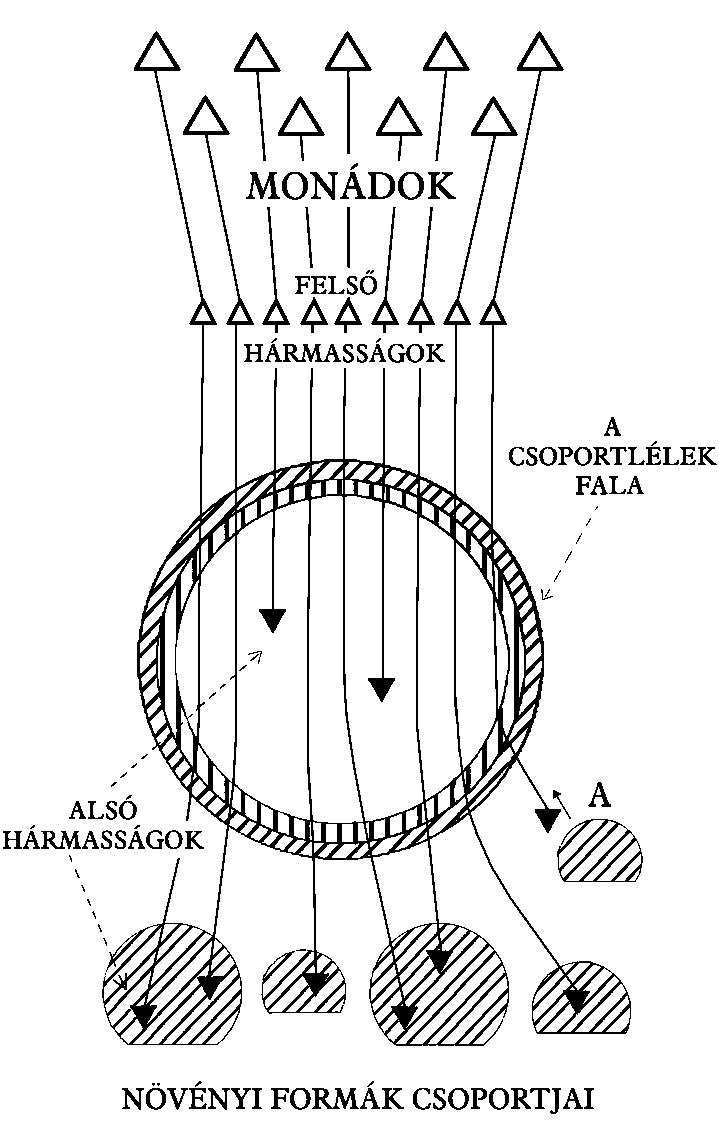 MONÁDOK
FELSŐ
HÁRMASSÁGOK
A
CSOPORTLÉLEK
FALA
A
ALSÓ
HÁRMASSÁGOK
NÖVÉNYI FORMÁK CSOPORTJAI